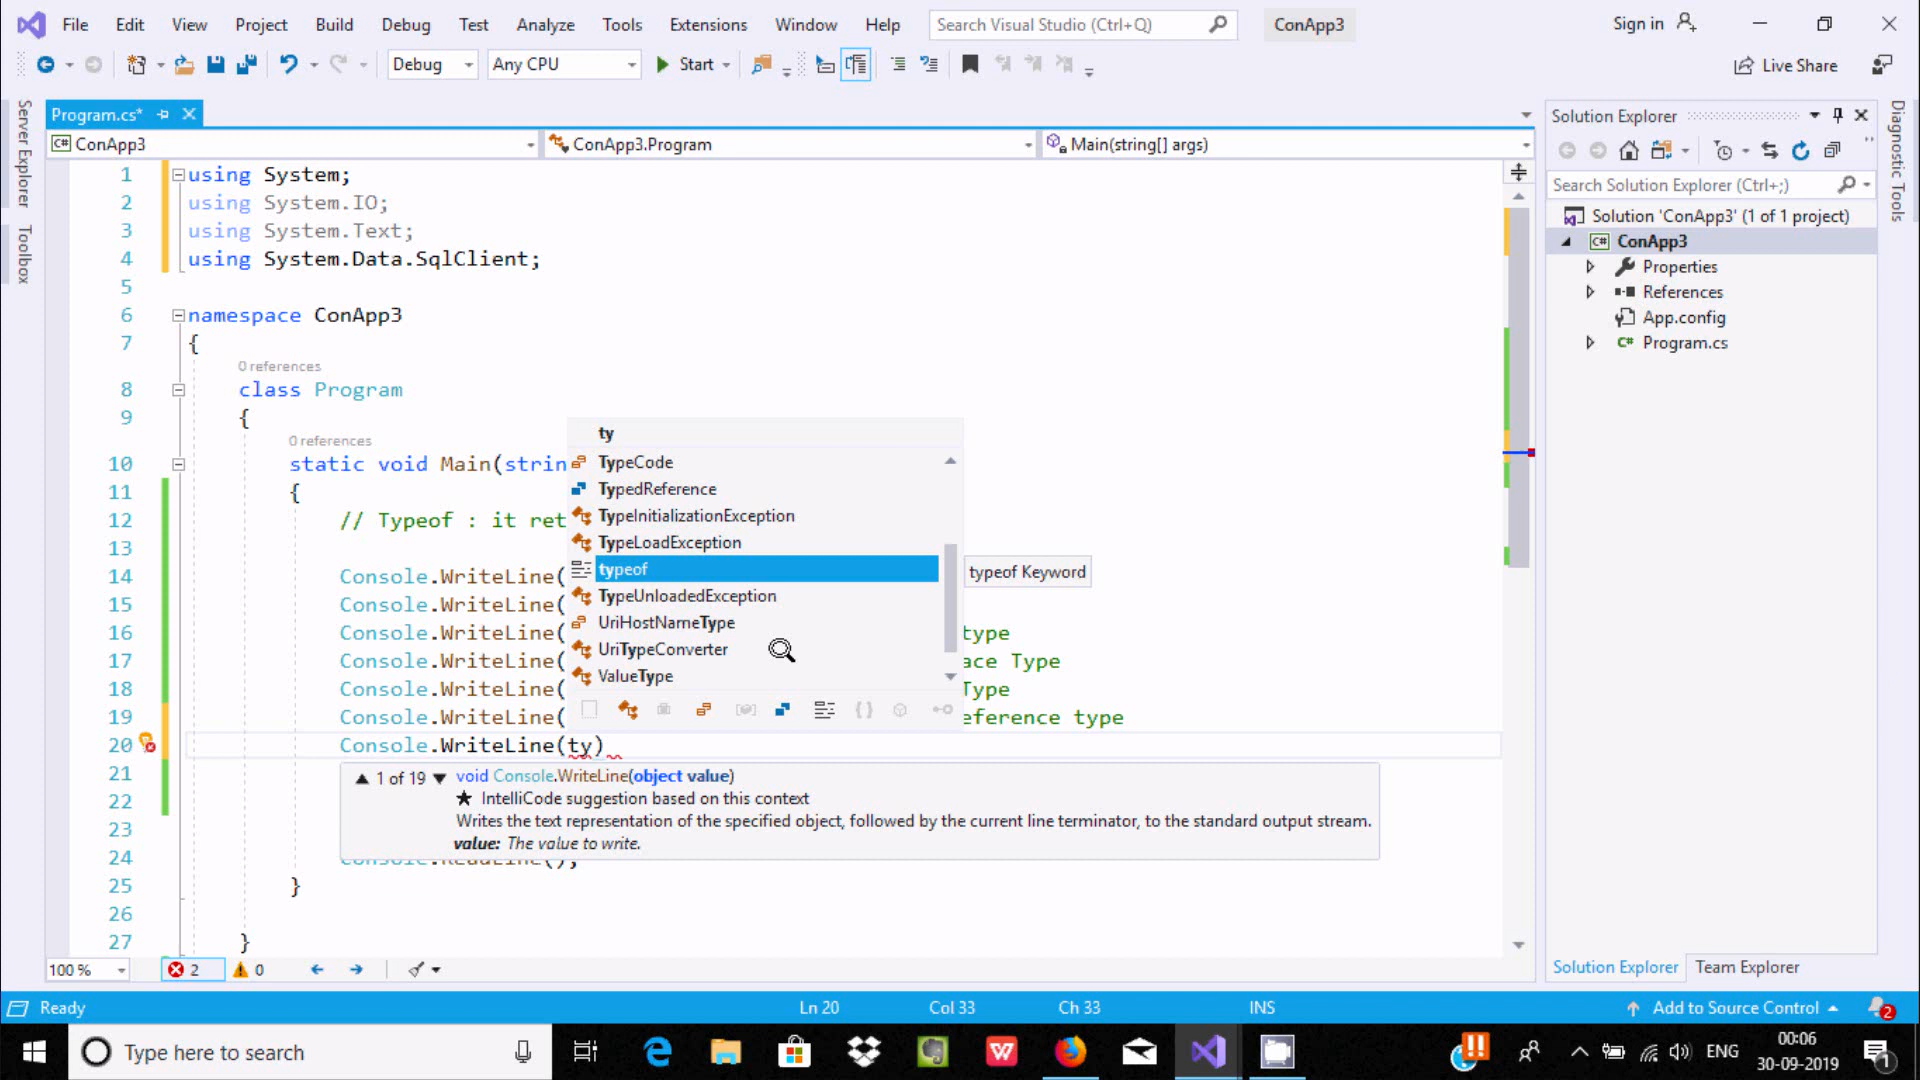 File Edit View Project Build Debug Test Analyze Tools Extensions Window Help Search Visual Studio (Ctrl+Q) ConApp3 Sign in
Debug Any CPU Start Live Share
Server Explorer
Toolbox
Program.cs*
ConApp3 ConApp3.Program Main(string[] args)
1 using System;
2 using System.IO;
3 using System.Text;
4 using System.Data.SqlClient;
5
6 namespace ConApp3
7 {
0 references
8 class Program
9 {
0 references
10 static void Main(strin
11 {
12 // Typeof : it ret
13
14 Console.WriteLine(
15 Console.WriteLine(
16 Console.WriteLine( type
17 Console.WriteLine( ace Type
18 Console.WriteLine( Type
19 Console.WriteLine( eference type
20 Console.WriteLine(ty)
21
22
23
24 Console.ReadLine();
25 }
26
27 }
ty
TypeCode
TypedReference
TypeInitializationException
TypeLoadException
typeof
TypeUnloadedException
UriHostNameType
UriTypeConverter
ValueType
typeof Keyword
1 of 19 void Console.WriteLine(object value)
★ IntelliCode suggestion based on this context
Writes the text representation of the specified object, followed by the current line terminator, to the standard output stream.
value: The value to write.
Solution Explorer
Search Solution Explorer (Ctrl+;)
Solution 'ConApp3' (1 of 1 project)
C# ConApp3
Properties
References
App.config
C# Program.cs
Diagnostic Tools
Solution Explorer Team Explorer
100 % 2 0
Ready Ln 20 Col 33 Ch 33 INS Add to Source Control 2
Type here to search ENG 00:06
30-09-2019 1